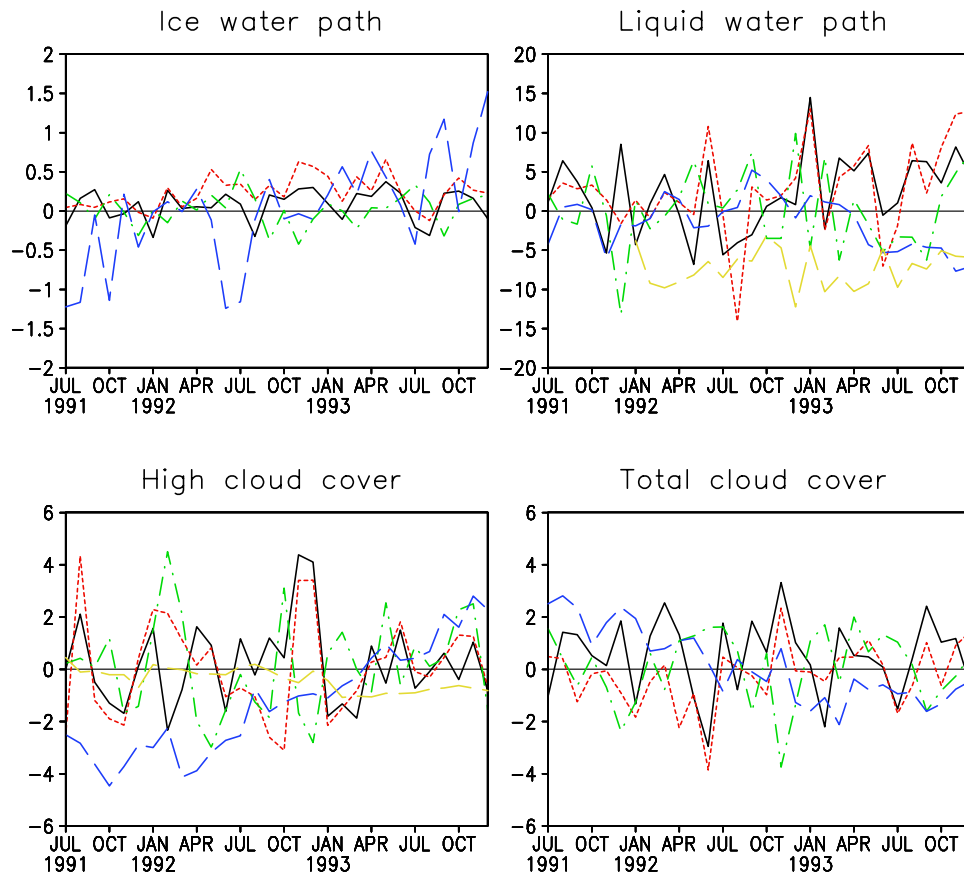 Ice water path
2
1.5
1
0.5
0
−0.5
−1
−1.5
−2
JUL OCT JAN APR JUL OCT JAN APR JUL OCT
1991 1992 1993
Liquid water path
20
15
10
5
0
−5
−10
−15
−20
JUL OCT JAN APR JUL OCT JAN APR JUL OCT
1991 1992 1993
High cloud cover
6
4
2
0
−2
−4
−6
JUL OCT JAN APR JUL OCT JAN APR JUL OCT
1991 1992 1993
Total cloud cover
6
4
2
0
−2
−4
−6
JUL OCT JAN APR JUL OCT JAN APR JUL OCT
1991 1992 1993